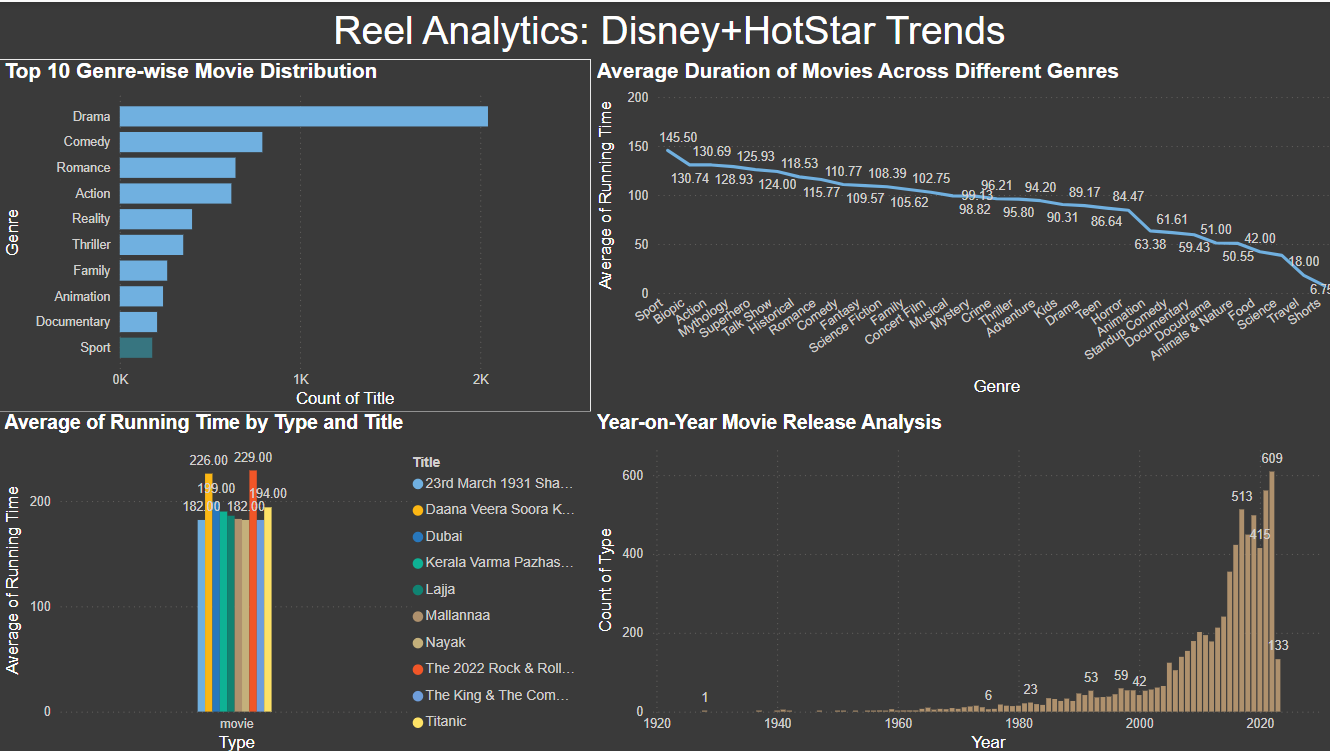 Reel Analytics: Disney+HotStar Trends
Top 10 Genre-wise Movie Distribution
Genre
Drama
Comedy
Romance
Action
Reality
Thriller
Family
Animation
Documentary
Sport
0K 1K 2K
Count of Title
Average Duration of Movies Across Different Genres
Average of Running Time
200
150
100
50
0
145.50
130.74
130.69
128.93
125.93
124.00
118.53
115.77
110.77
109.57
108.39
105.62
102.75
99.13
98.82
96.21
95.80
94.20
90.31
89.17
86.64
84.47
63.38
61.61
59.43
51.00
50.55
42.00
18.00
6.75
Sport
Biopic
Action
Mythology
Superhero
Talk Show
Historical
Romance
Comedy
Fantasy
Science Fiction
Family
Concert Film
Musical
Mystery
Crime
Thriller
Adventure
Kids
Drama
Teen
Horror
Animation
Standup Comedy
Documentary
Docudrama
Animals & Nature
Food
Science
Travel
Shorts
Genre
Average of Running Time by Type and Title
Average of Running Time
200
100
0
182.00
226.00
199.00
182.00
229.00
194.00
movie
Type
Title
23rd March 1931 Sha...
Daana Veera Soora K...
Dubai
Kerala Varma Pazhas...
Lajja
Mallannaa
Nayak
The 2022 Rock & Roll...
The King & The Com...
Titanic
Year-on-Year Movie Release Analysis
Count of Type
600
400
200
0
1
6
23
53
59
42
513
415
609
133
1920 1940 1960 1980 2000 2020
Year